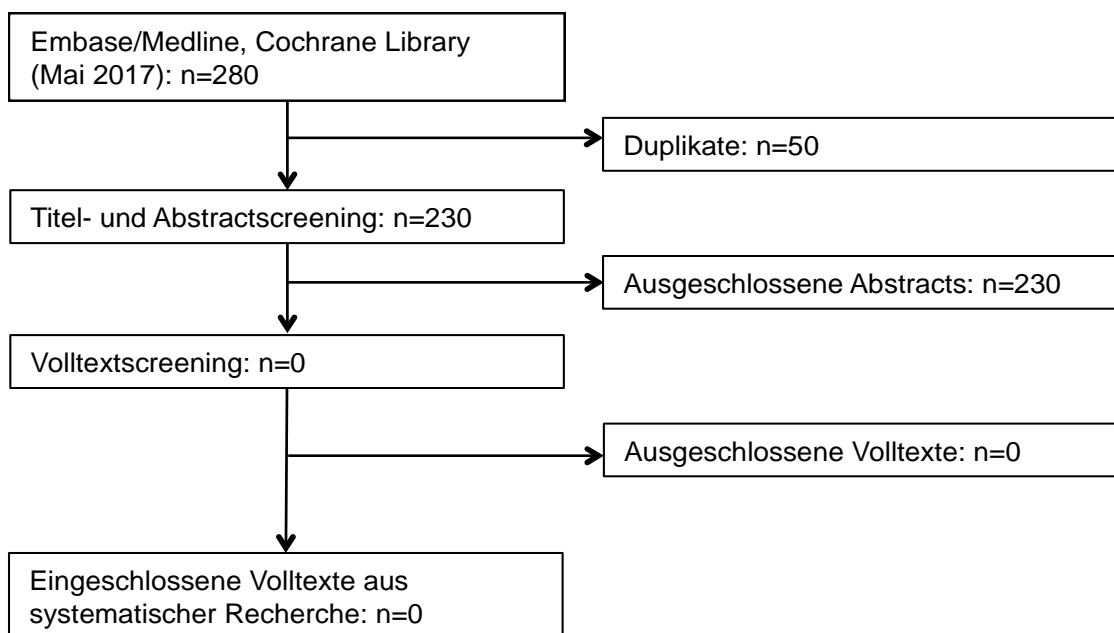 Embase/Medline, Cochrane Library
(Mai 2017): n=280
Duplikate: n=50
Titel- und Abstractscreening: n=230
Ausgeschlossene Abstracts: n=230
Volltextscreening: n=0
Ausgeschlossene Volltexte: n=0
Eingeschlossene Volltexte aus
systematischer Recherche: n=0